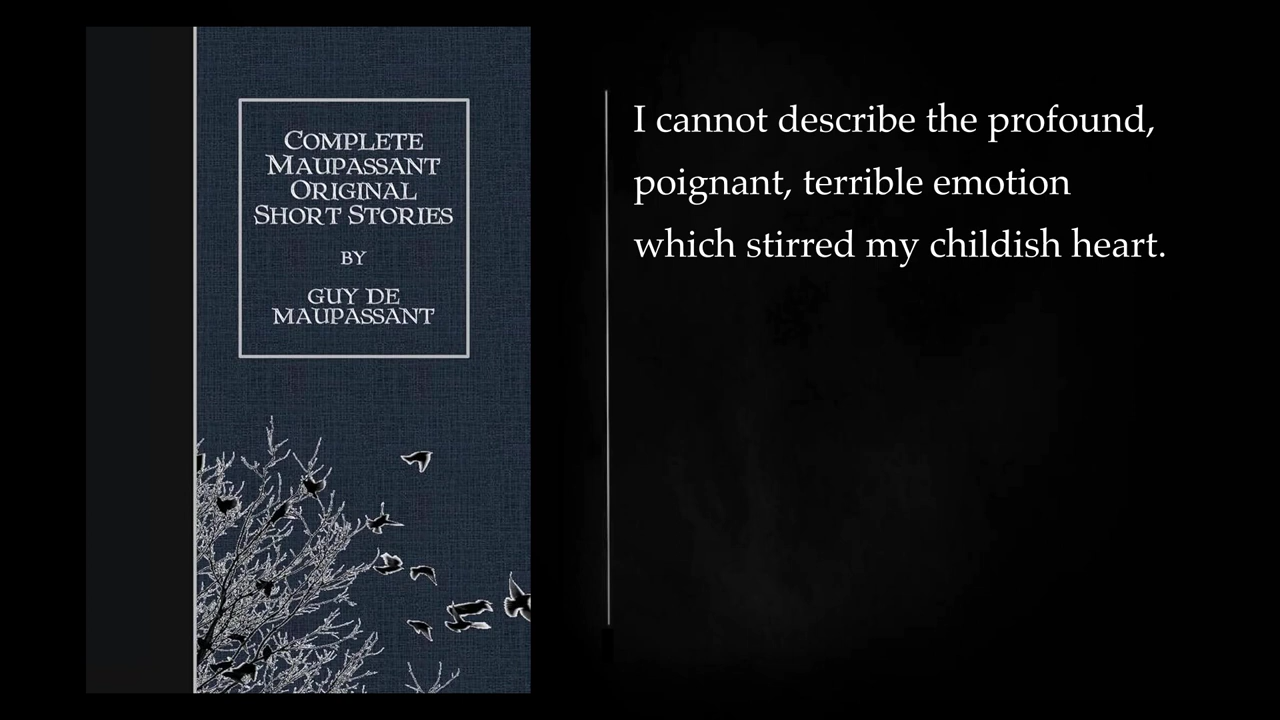 COMPLETE
MAUPASSANT
ORIGINAL
SHORT STORIES
BY
GUY DE
MAUPASSANT
I cannot describe the profound,
poignant, terrible emotion
which stirred my childish heart.